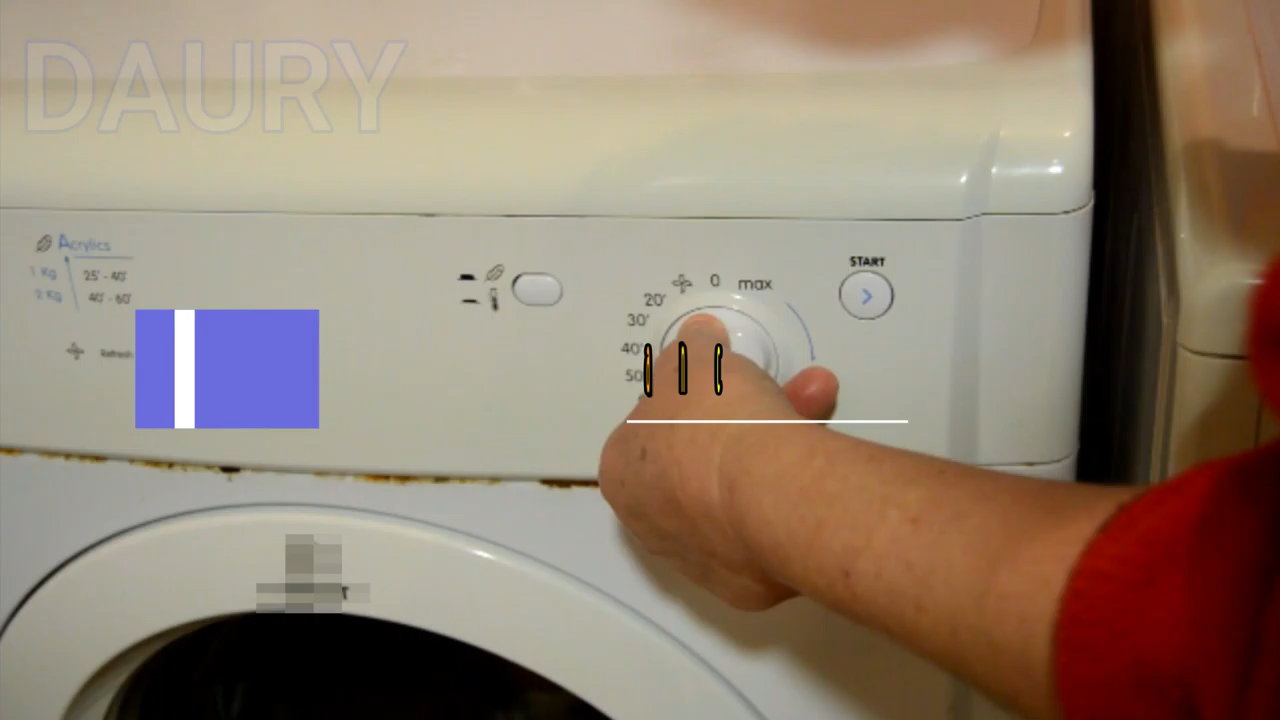 DAURY
Acrylics
1 Kg 25' - 40'
2 Kg 40' - 60'
Refresh
START
0 max
20'
30'
40'
50